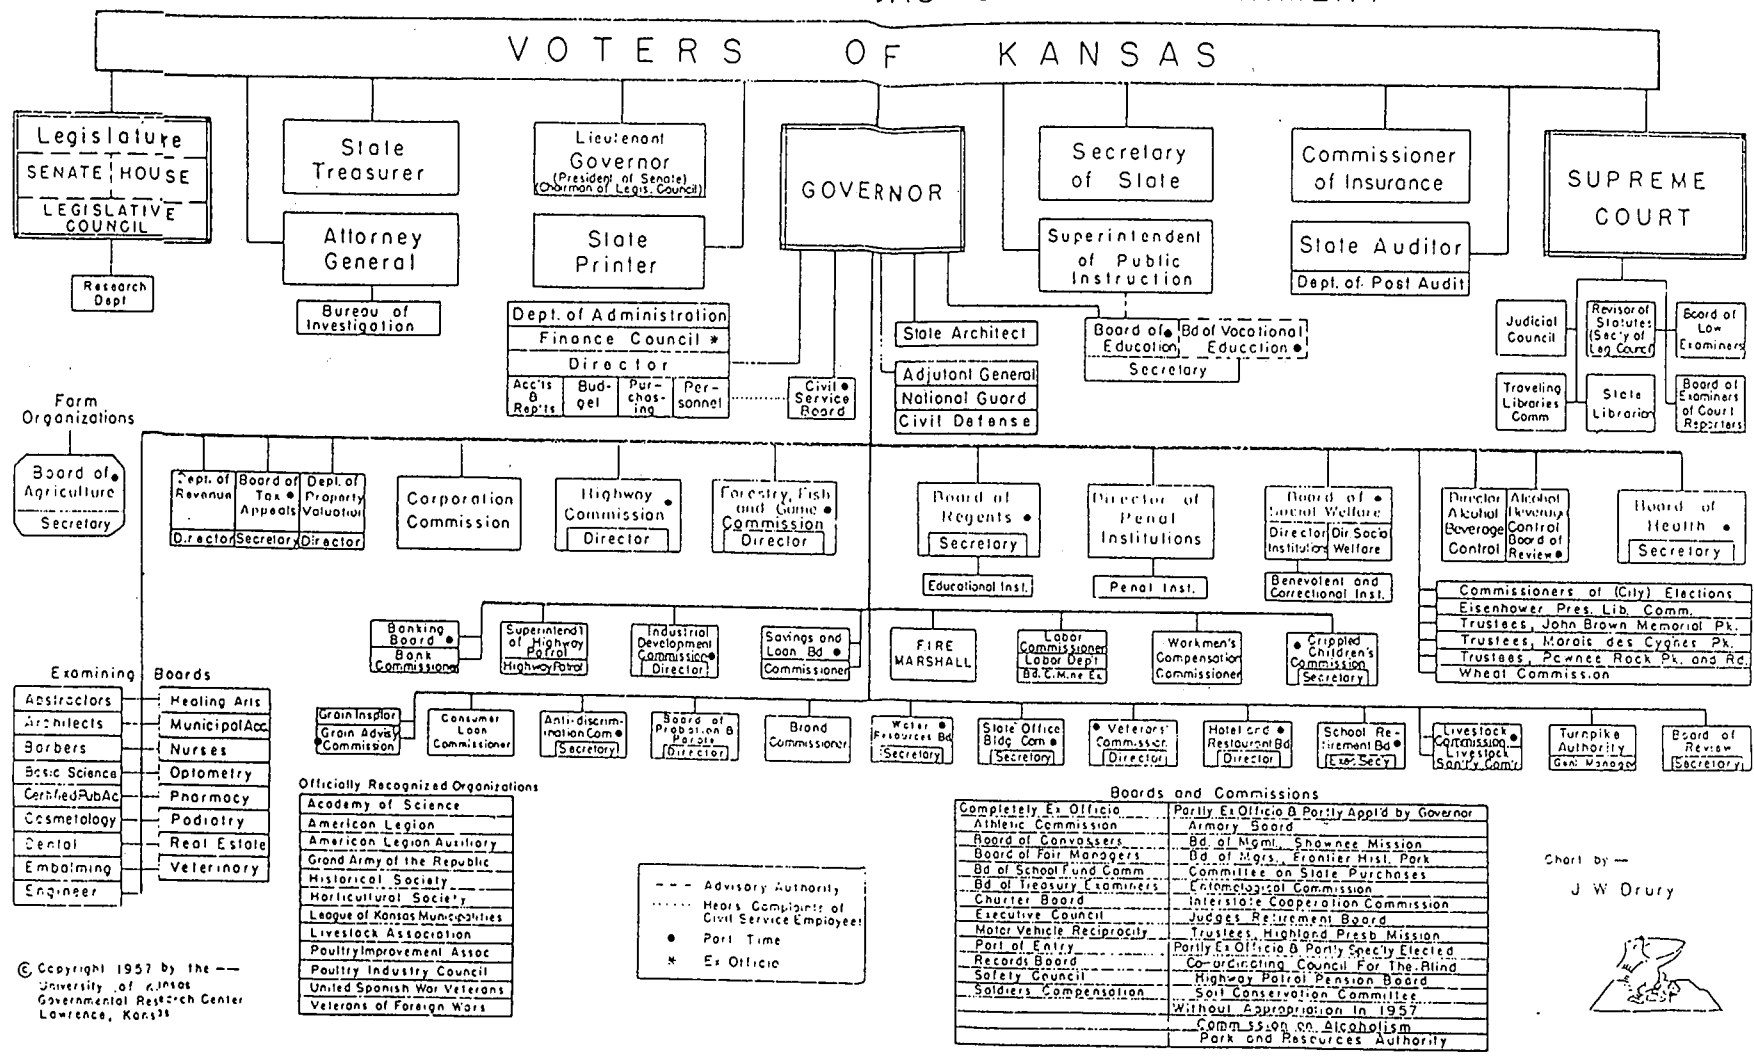 VOTERS OF KANSAS
Legislature
SENATE HOUSE
LEGISLATIVE
COUNCIL
Research
Dept
State
Treasurer
Attorney
General
Bureau of
Investigation
Lieutenant
Governor
(President of Senate)
(Chairman of Legis. Council)
State
Printer
GOVERNOR
Secretary
of State
Superintendent
of Public
Instruction
Commissioner
of Insurance
State Auditor
Dept. of Post Audit
SUPREME
COURT
Dept. of Administration
Finance Council *
Director
Acc'ts
&
Rep'ts
Bud-
get
Pur-
chas-
ing
Per-
sonnel
Civil •
Service
Board
State Architect
Adjutant General
National Guard
Civil Defense
Board of •
Education
Bd of Vocational
Education •
Secretary
Judicial
Council
Revisor of
Statutes
(Sec'y of
Leg Council
Board of
Law
Examiners
Traveling
Libraries
Comm
State
Librarian
Board of
Examiners
of Court
Reporters
Farm
Organizations
Board of •
Agriculture
Secretary
Dept. of
Revenue
Director
Board of
Tax •
Appeals
Secretary
Dept. of
Property
Valuation
Director
Corporation
Commission
Highway
Commission •
Director
Forestry, Fish
and Game •
Commission
Director
Board of
Regents •
Secretary
Educational Inst.
Director of
Penal
Institutions
Penal Inst.
Board of •
Social Welfare
Director
Institutions
Dir. Social
Welfare
Benevolent and
Correctional Inst.
Director
Alcohol
Beverage
Control
Alcohol
Beverage
Control
Board of
Review •
Board of
Health •
Secretary
Commissioners of (City) Elections
Eisenhower Pres. Lib. Comm.
Trustees, John Brown Memorial Pk.
Trustees, Marais des Cygnes Pk.
Trustees, Pawnee Rock Pk. and Rd.
Wheat Commission
Banking
Board •
Bank
Commissioner
Superintend't
of Highway
Patrol
Highway Patrol
Industrial
Development
Commission •
Director
Savings and
Loan Bd •
Commissioner
FIRE
MARSHALL
Labor
Commissioner
Labor Dep't
Bd. C. Mine Ex
Workmen's
Compensation
Commissioner
• Crippled
Children's
Commission
Secretary
Examining Boards
Abstractors
Architects
Barbers
Basic Science
Certified Pub Ac
Cosmetology
Dental
Embalming
Engineer
Healing Arts
Municipal Acc
Nurses
Optometry
Pharmacy
Podiatry
Real Estate
Veterinary
Grain Insp'or
Grain Advis'y
• Commission
Consumer
Loan
Commissioner
Anti-discrim-
ination Com •
Secretary
Board of
Probation &
Parole
Director
Brand
Commissioner
Water •
Resources Bd
Secretary
State Office
Bldg Com •
Secretary
• Veterans'
Commission
Director
Hotel and •
Restaurant Bd
Director
School Re-
tirement Bd •
Exec Sec'y
Livestock •
Commission
Livestock
San'ry Com'r
Turnpike
Authority
Genl Manager
Board of
Review
Secretary
Officially Recognized Organizations
Academy of Science
American Legion
American Legion Auxiliary
Grand Army of the Republic
Historical Society
Horticultural Society
League of Kansas Municipalities
Livestock Association
Poultry Improvement Assoc
Poultry Industry Council
United Spanish War Veterans
Veterans of Foreign Wars
--- Advisory Authority
...... Hears Complaints of
Civil Service Employees
• Part Time
* Ex Officio
Boards and Commissions
Completely Ex Officio
Athletic Commission
Board of Canvassers
Board of Fair Managers
Bd of School Fund Comm
Bd of Treasury Examiners
Charter Board
Executive Council
Motor Vehicle Reciprocity
Port of Entry
Records Board
Safety Council
Soldiers Compensation
Partly Ex Officio & Partly App'd by Governor
Armory Board
Bd. of Mgmt., Shawnee Mission
Bd of Mgrs., Frontier Hist. Park
Committee on State Purchases
Entomological Commission
Interstate Cooperation Commission
Judges Retirement Board
Trustees, Highland Presb Mission
Partly Ex Officio & Partly Spec'ly Elected
Co-ordinating Council For The Blind
Highway Patrol Pension Board
Soil Conservation Committee
Without Appropriation In 1957
Commission on Alcoholism
Park and Resources Authority
Chart by —
J W Drury
© Copyright 1957 by the —
University of Kansas
Governmental Research Center
Lawrence, Kansas